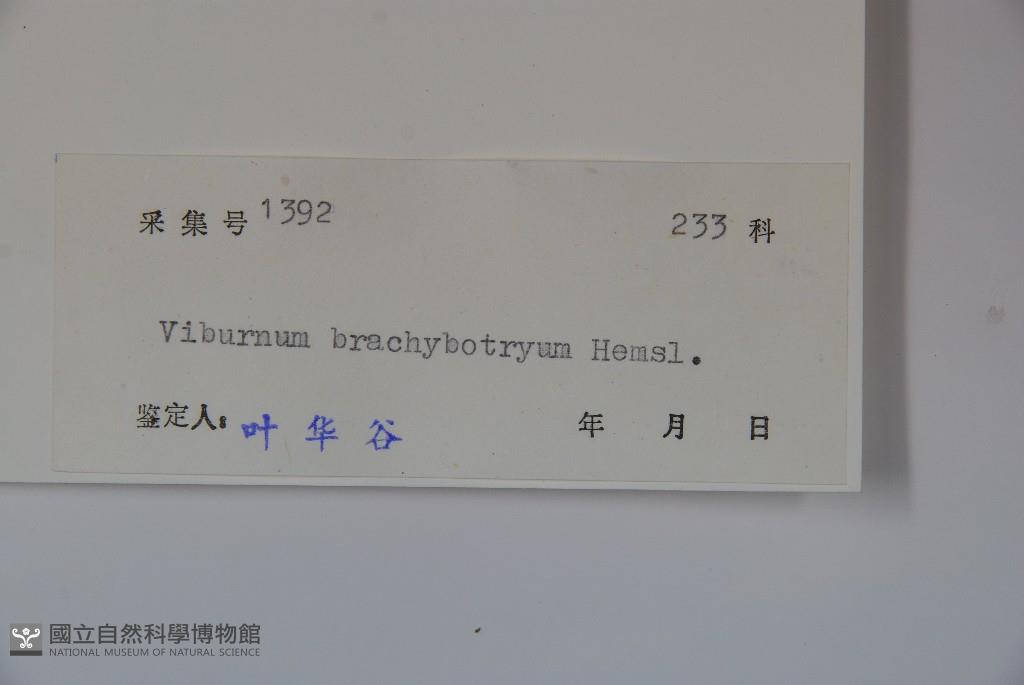 采集号 1392 233 科
Viburnum brachybotryum Hemsl.
鉴定人: 叶华谷 年 月 日
國立自然科學博物館
NATIONAL MUSEUM OF NATURAL SCIENCE